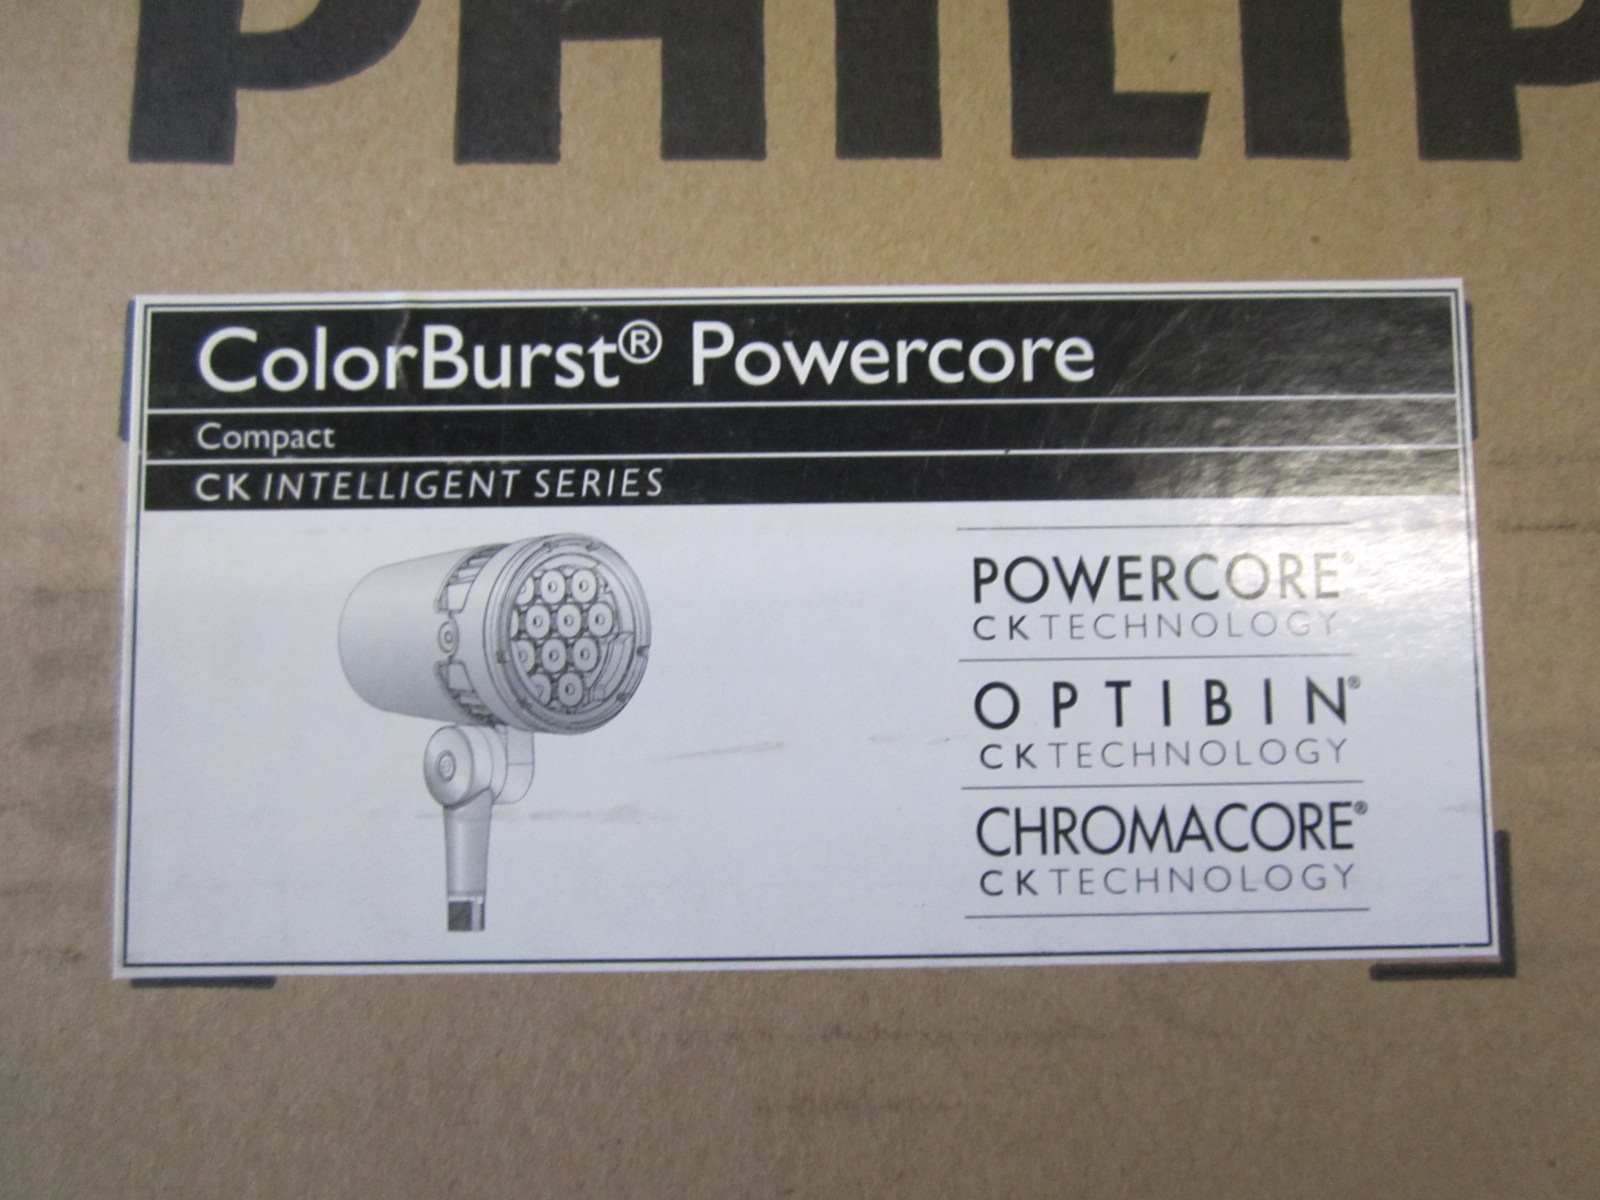 PHILIP
ColorBurst® Powercore
Compact
CK INTELLIGENT SERIES
POWERCORE®
CK TECHNOLOGY
OPTIBIN®
CK TECHNOLOGY
CHROMACORE®
CK TECHNOLOGY